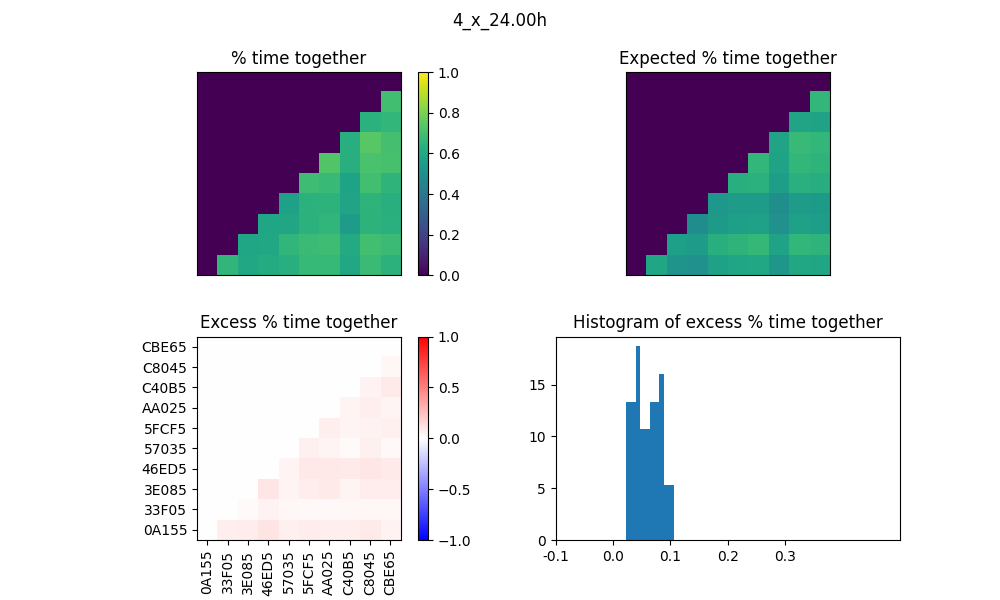 4_x_24.00h
% time together
Expected % time together
1.0
0.8
0.6
0.4
0.2
0.0
Excess % time together
Histogram of excess % time together
CBE65
C8045
C40B5
AA025
5FCF5
57035
46ED5
3E085
33F05
0A155
0A155
33F05
3E085
46ED5
57035
5FCF5
AA025
C40B5
C8045
CBE65
1.0
0.5
0.0
−0.5
−1.0
15
10
5
0
-0.1
0.0
0.1
0.2
0.3